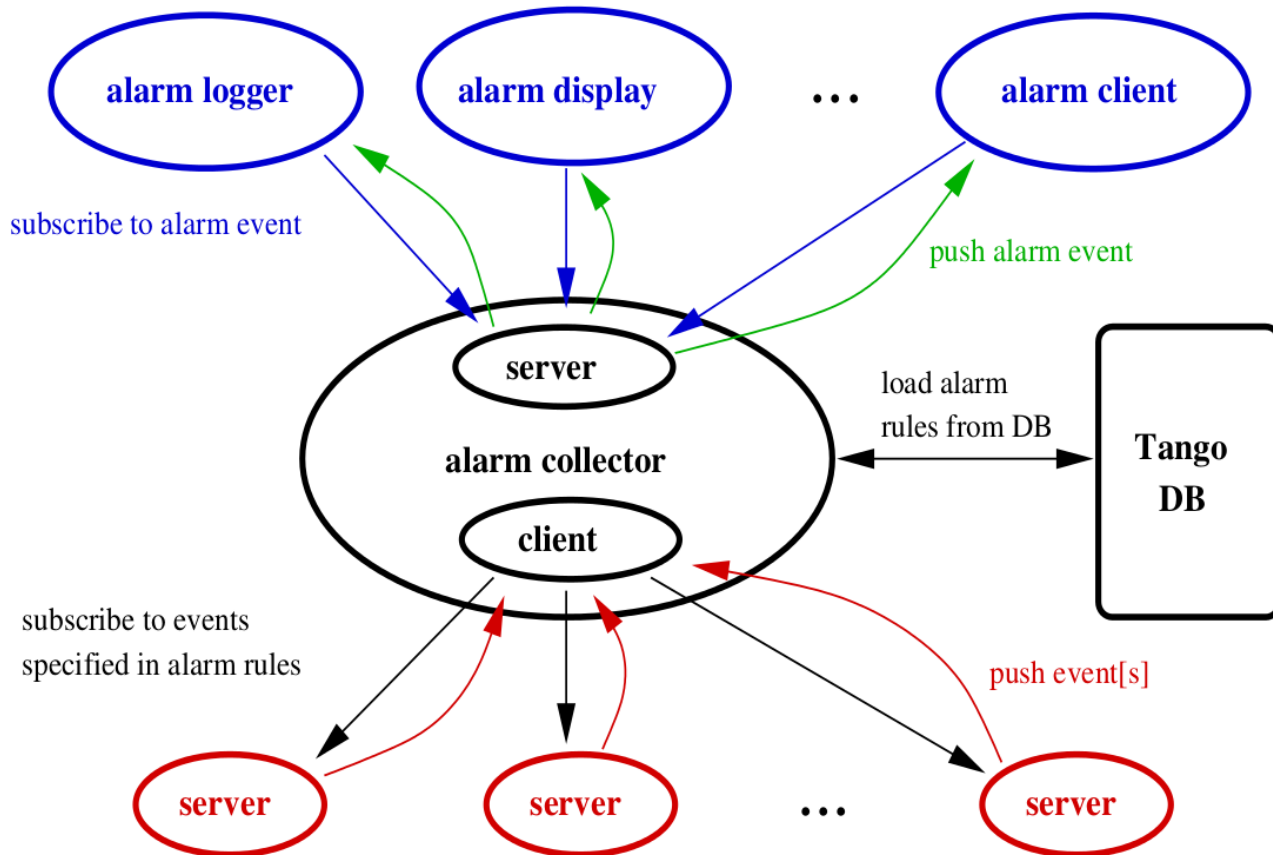 alarm logger
alarm display
...
alarm client
subscribe to alarm event
push alarm event
server
load alarm
rules from DB
alarm collector
Tango
DB
client
subscribe to events
specified in alarm rules
push event[s]
server
server
...
server